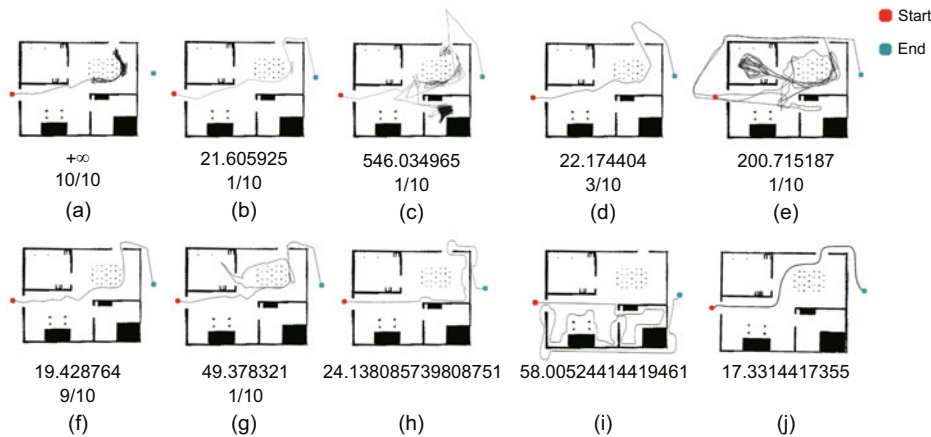 Start
End
+∞
10/10
(a)
21.605925
1/10
(b)
546.034965
1/10
(c)
22.174404
3/10
(d)
200.715187
1/10
(e)
19.428764
9/10
(f)
49.378321
1/10
(g)
24.138085739808751
(h)
58.00524414419461
(i)
17.3314417355
(j)